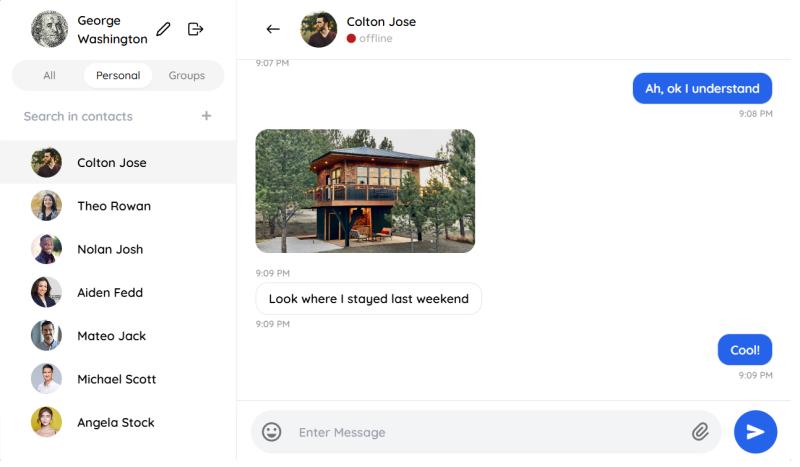 George
Washington
All
Personal
Groups
Search in contacts
Colton Jose
Theo Rowan
Nolan Josh
Aiden Fedd
Mateo Jack
Michael Scott
Angela Stock
Colton Jose
offline
9:07 PM
Ah, ok I understand
9:08 PM
9:09 PM
Look where I stayed last weekend
9:09 PM
Cool!
9:09 PM
Enter Message